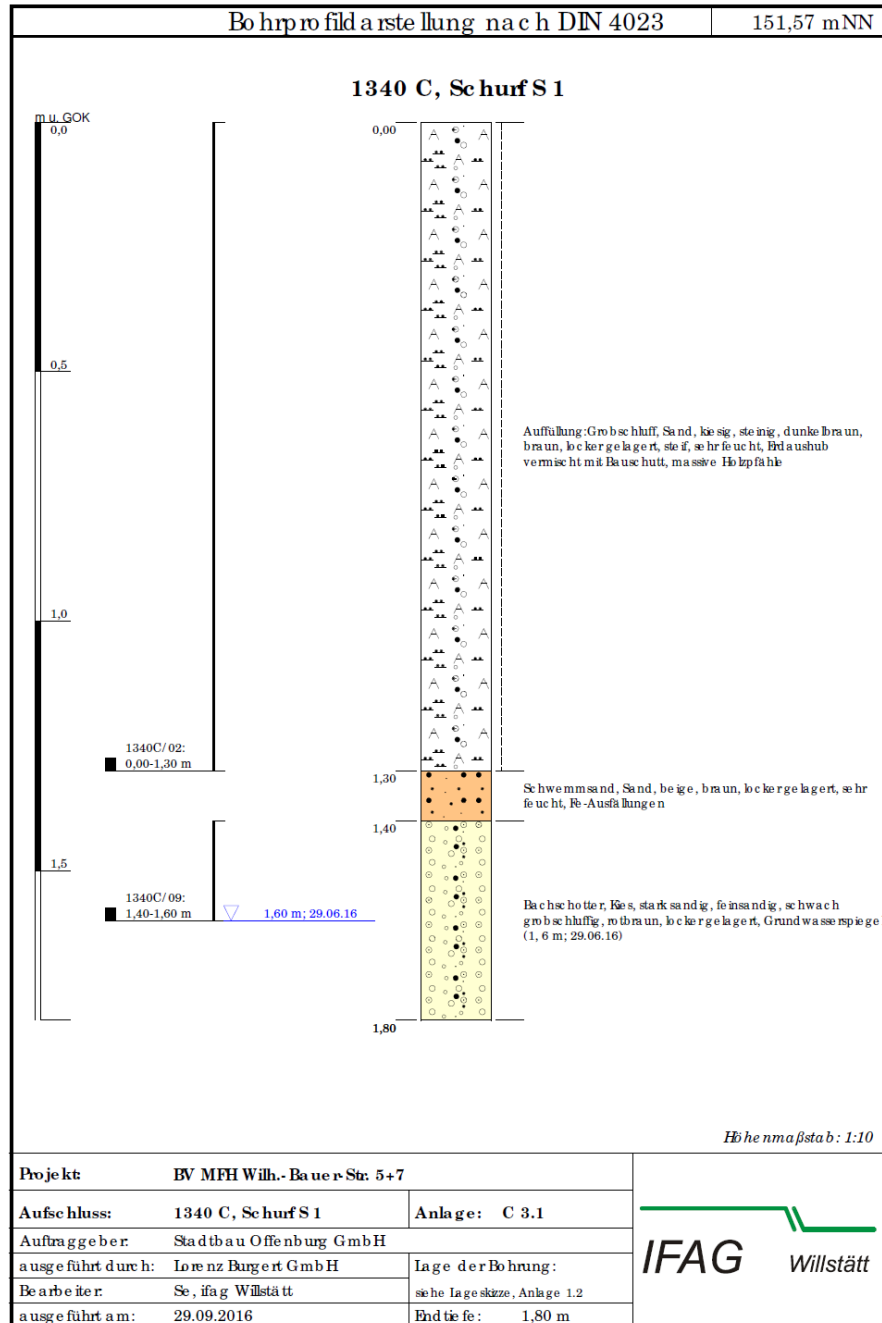 Bohrprofildarstellung nach DIN 4023
151,57 mNN
1340 C, Schurf S 1
m u. GOK
0,0
0,00
0,5
Auffüllung:Grobschluff, Sand, kiesig, steinig, dunkelbraun,
braun, locker gelagert, steif, sehr feucht, Erdaushub
vermischt mit Bauschutt, massive Holzpfähle
1,0
1340C/02:
0,00-1,30 m
1,30
Schwemmsand, Sand, beige, braun, locker gelagert, sehr
feucht, Fe-Ausfällungen
1,40
1,5
1340C/09:
1,40-1,60 m
1,60 m; 29.06.16
Bachschotter, Kies, stark sandig, feinsandig, schwach
grobschluffig, rotbraun, locker gelagert, Grundwasserspiege
(1, 6 m; 29.06.16)
1,80
Höhenmaßstab: 1:10
Projekt: BV MFH Wilh.-Bauer-Str. 5+7
Aufschluss: 1340 C, Schurf S 1 Anlage: C 3.1
Auftraggeber: Stadtbau Offenburg GmbH
ausgeführt durch: Lorenz Burgert GmbH Lage der Bohrung:
Bearbeiter: Se, ifag Willstätt siehe Lageskizze, Anlage 1.2
ausgeführt am: 29.09.2016 Endtiefe: 1,80 m
IFAG Willstätt